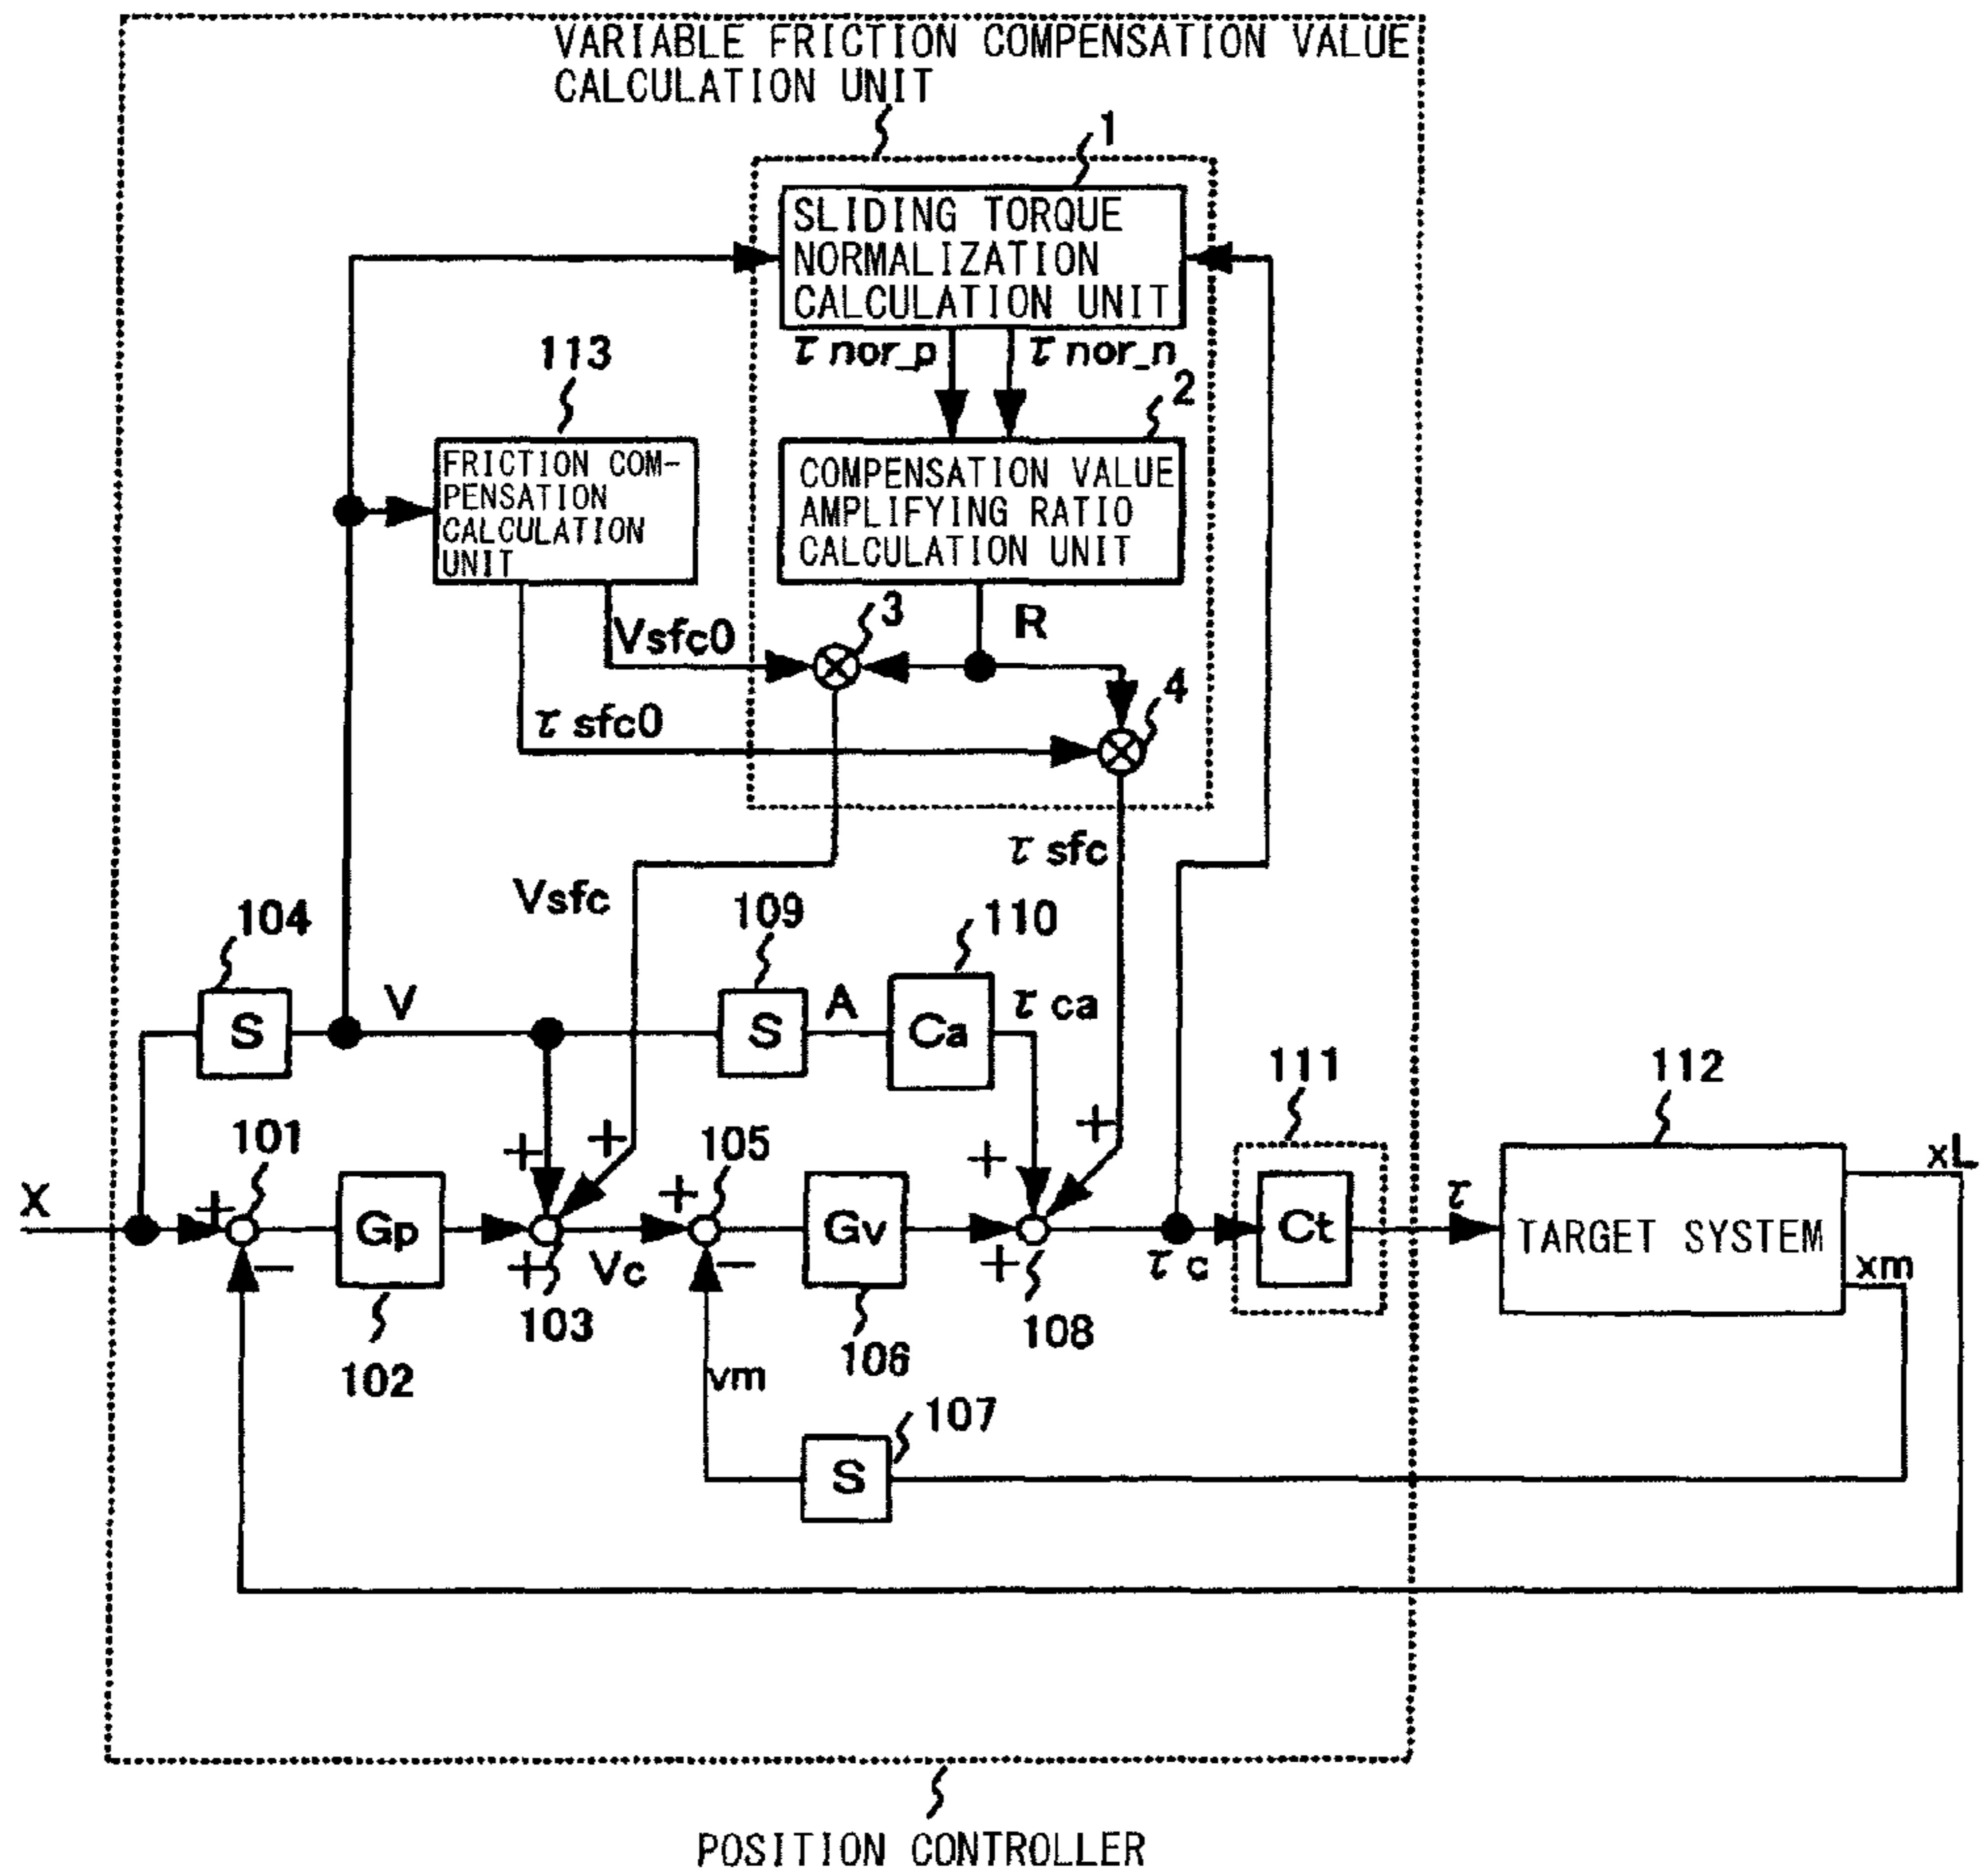 VARIABLE FRICTION COMPENSATION VALUE
CALCULATION UNIT
1
SLIDING TORQUE
NORMALIZATION
CALCULATION UNIT
τ nor_p
τ nor_n
113
2
FRICTION COM-
PENSATION
CALCULATION
UNIT
COMPENSATION VALUE
AMPLIFYING RATIO
CALCULATION UNIT
3
R
Vsfc0
4
τ sfc0
τ sfc
Vsfc
104
109
110
V
A
τ ca
S
S
Ca
111
112
101
+
+
105
+
+
xL
X
+
+
τ
Gp
Gv
Ct
TARGET SYSTEM
−
+
Vc
−
+
τ c
xm
103
108
102
106
vm
107
S
POSITION CONTROLLER